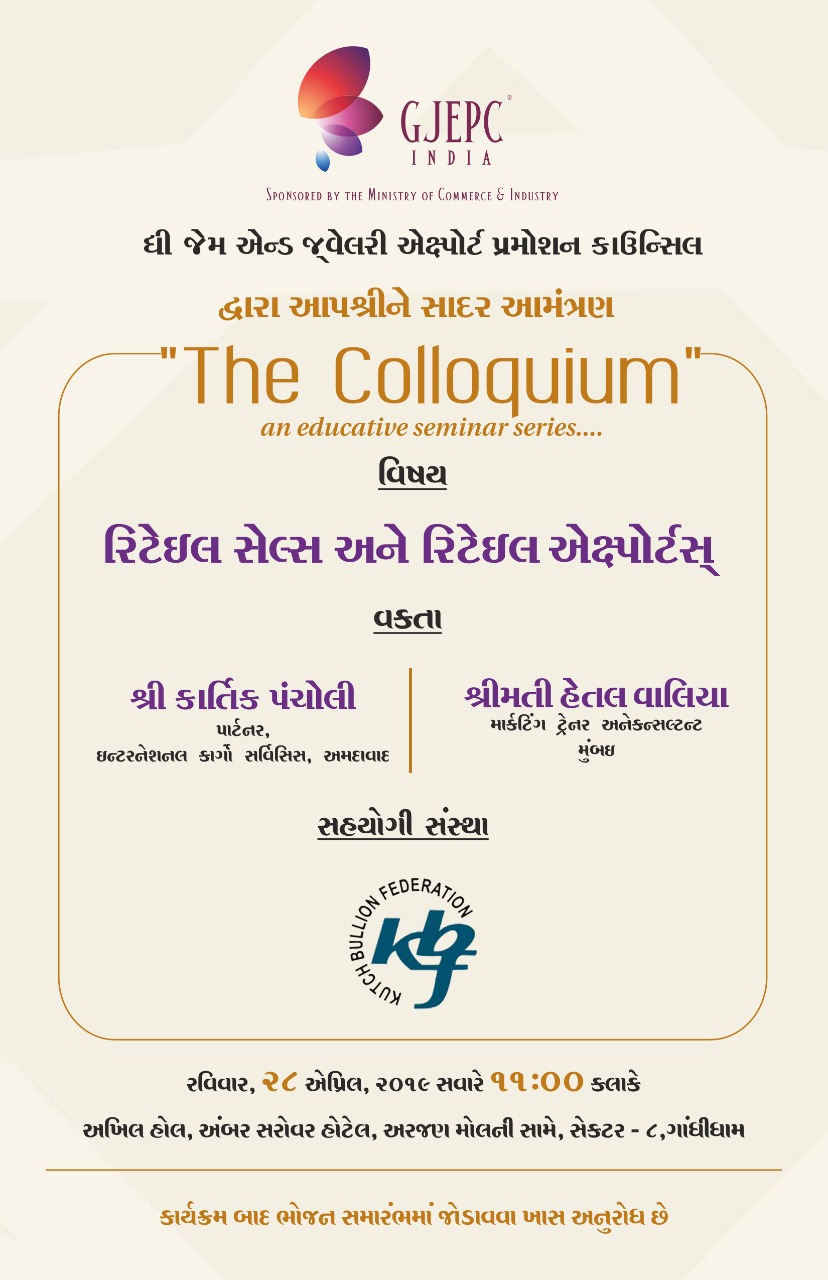 GJEPC®
INDIA
SPONSORED BY THE MINISTRY OF COMMERCE & INDUSTRY
ધી જેમ એન્ડ જ્વેલરી એક્ષ્પોર્ટ પ્રમોશન કાઉન્સિલ
દ્વારા આપશ્રીને સાદર આમંત્રણ
"The Colloquium"
an educative seminar series....
વિષય
રિટેઇલ સેલ્સ અને રિટેઇલ એક્ષ્પોર્ટસ્
વકતા
શ્રી કાર્તિક પંચોલી
પાર્ટનર,
ઇન્ટરનેશનલ કાર્ગો સર્વિસિસ, અમદાવાદ
શ્રીમતી હેતલ વાલિયા
માર્કટિંગ ટ્રેનર અનેકન્સલ્ટન્ટ
મુંબઇ
સહયોગી સંસ્થા
KUTCH BULLION FEDERATION
kbf
રવિવાર, ૨૮ એપ્રિલ, ૨૦૧૯ સવારે ૧૧:૦૦ કલાકે
અખિલ હોલ, અંબર સરોવર હોટેલ, અરજણ મોલની સામે, સેકટર - ૮,ગાંધીધામ
કાર્યક્રમ બાદ ભોજન સમારંભમાં જોડાવવા ખાસ અનુરોધ છે